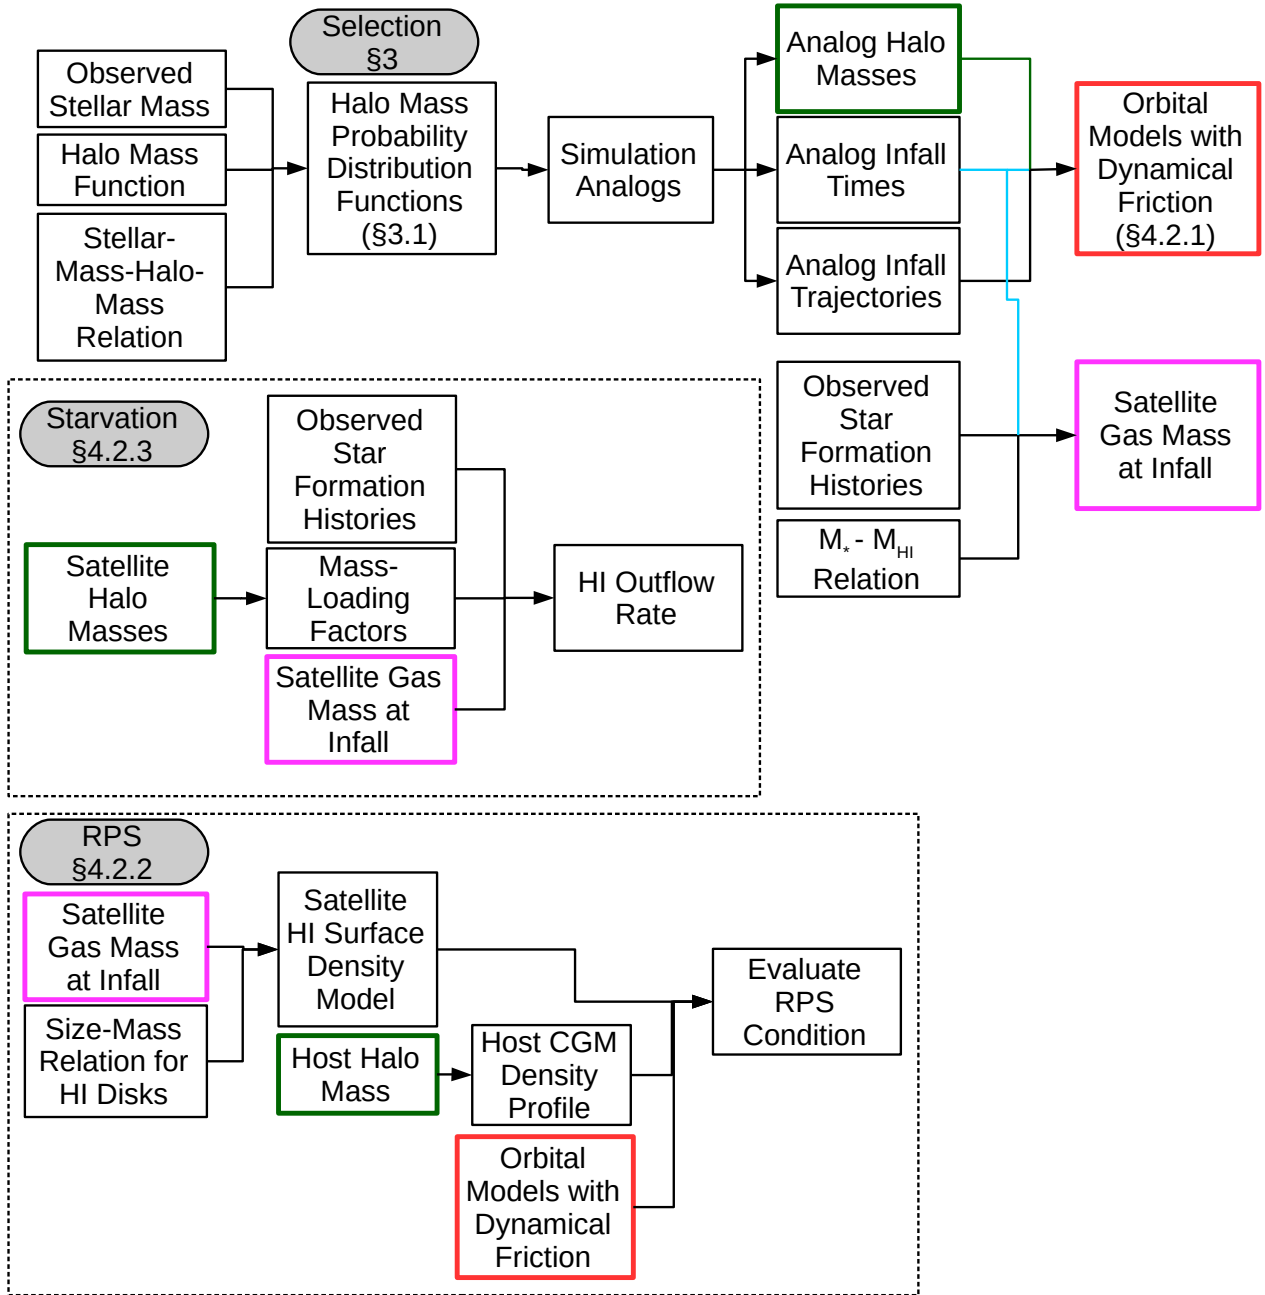 Selection
§3
Observed
Stellar Mass
Halo Mass
Function
Stellar-
Mass-Halo-
Mass
Relation
Halo Mass
Probability
Distribution
Functions
(§3.1)
Simulation
Analogs
Analog Halo
Masses
Analog Infall
Times
Analog Infall
Trajectories
Orbital
Models with
Dynamical
Friction
(§4.2.1)
Observed
Star
Formation
Histories
M* - MHI
Relation
Satellite
Gas Mass
at Infall
Starvation
§4.2.3
Satellite
Halo
Masses
Observed
Star
Formation
Histories
Mass-
Loading
Factors
Satellite Gas
Mass at
Infall
HI Outflow
Rate
RPS
§4.2.2
Satellite
Gas Mass
at Infall
Size-Mass
Relation for
HI Disks
Satellite
HI Surface
Density
Model
Host Halo
Mass
Host CGM
Density
Profile
Orbital
Models with
Dynamical
Friction
Evaluate
RPS
Condition